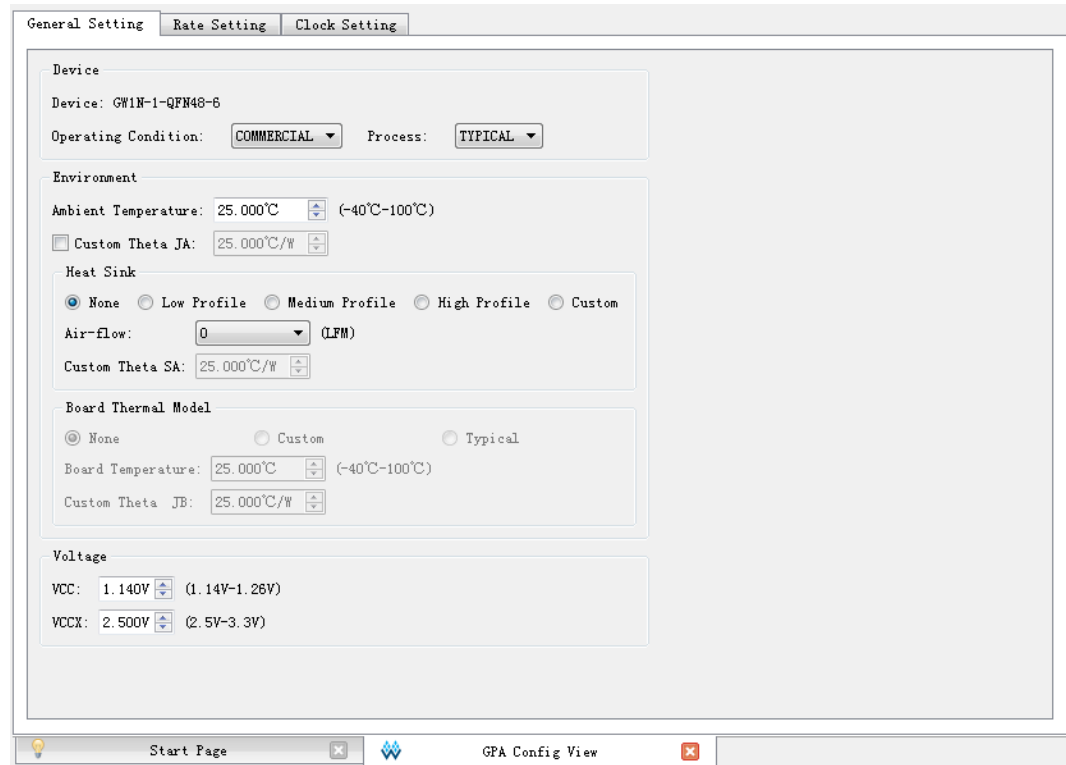 General Setting Rate Setting Clock Setting
Device
Device: GW1N-1-QFN48-6
Operating Condition: COMMERCIAL Process: TYPICAL
Environment
Ambient Temperature: 25.000℃ (-40℃-100℃)
Custom Theta JA: 25.000℃/W
Heat Sink
None Low Profile Medium Profile High Profile Custom
Air-flow: 0 (LFM)
Custom Theta SA: 25.000℃/W
Board Thermal Model
None Custom Typical
Board Temperature: 25.000℃ (-40℃-100℃)
Custom Theta JB: 25.000℃/W
Voltage
VCC: 1.140V (1.14V-1.26V)
VCCX: 2.500V (2.5V-3.3V)
Start Page GPA Config View